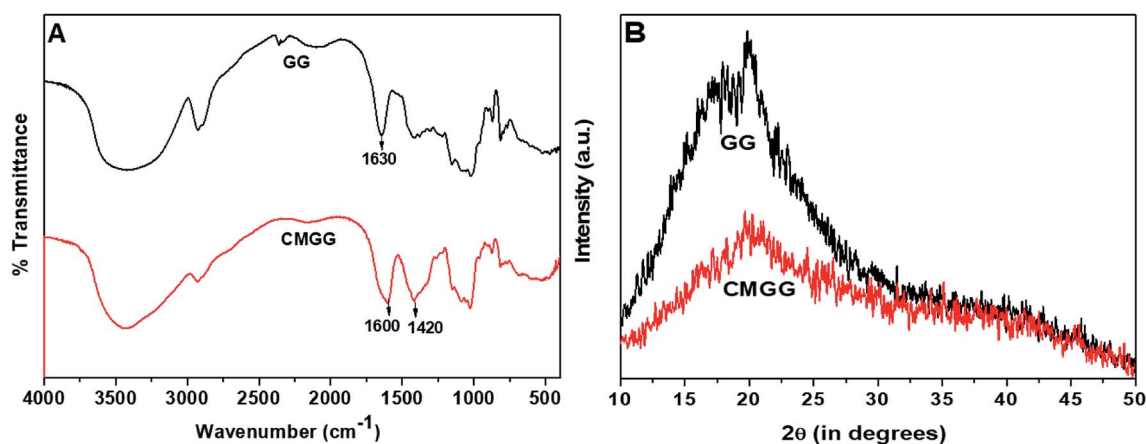 A
GG
1630
CMGG
1600
1420
% Transmittance
4000 3500 3000 2500 2000 1500 1000 500
Wavenumber (cm⁻¹)
B
GG
CMGG
Intensity (a.u.)
10 15 20 25 30 35 40 45 50
2θ (in degrees)